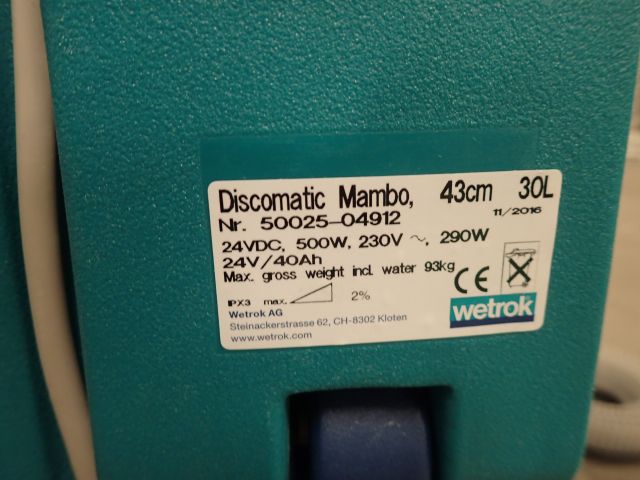 Discomatic Mambo, 43cm 30L
Nr. 50025-04912 11/2016
24VDC, 500W, 230V ~, 290W
24V/40Ah
Max. gross weight incl. water 93kg
CE
IPX3 max. 2%
Wetrok AG
Steinackerstrasse 62, CH-8302 Kloten
www.wetrok.com
wetrok